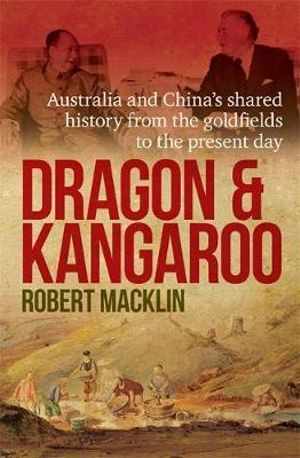 Australia and China's shared
history from the goldfields
to the present day
DRAGON &
KANGAROO
ROBERT MACKLIN